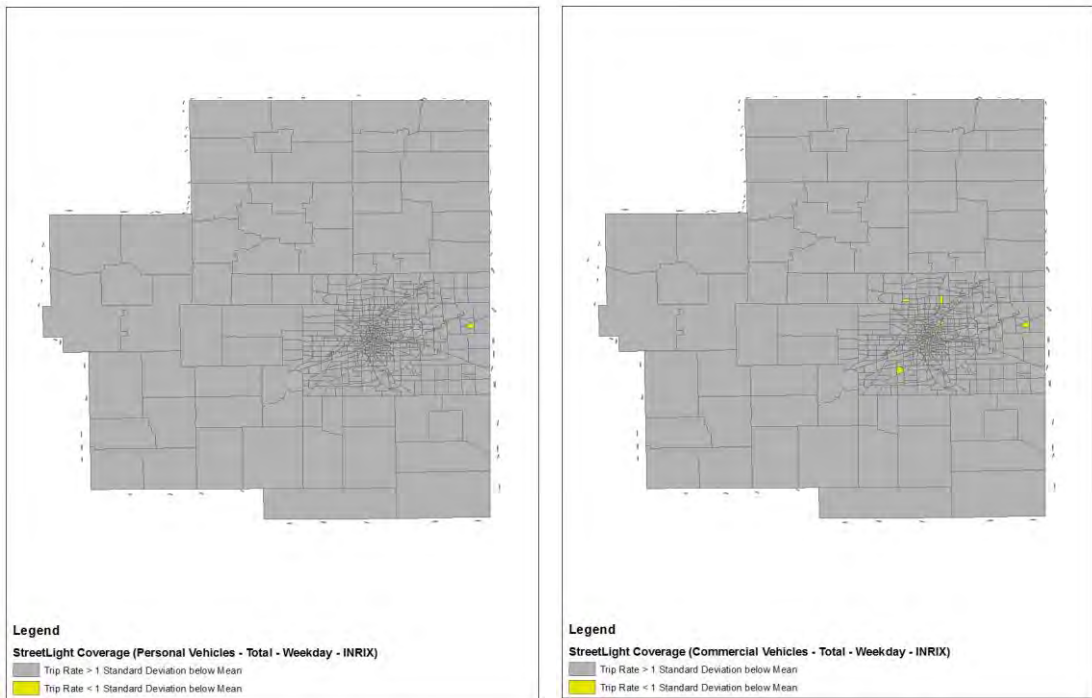 Legend
StreetLight Coverage (Personal Vehicles - Total - Weekday - INRIX)
Trip Rate > 1 Standard Deviation below Mean
Trip Rate < 1 Standard Deviation below Mean
Legend
StreetLight Coverage (Commercial Vehicles - Total - Weekday - INRIX)
Trip Rate > 1 Standard Deviation below Mean
Trip Rate < 1 Standard Deviation below Mean